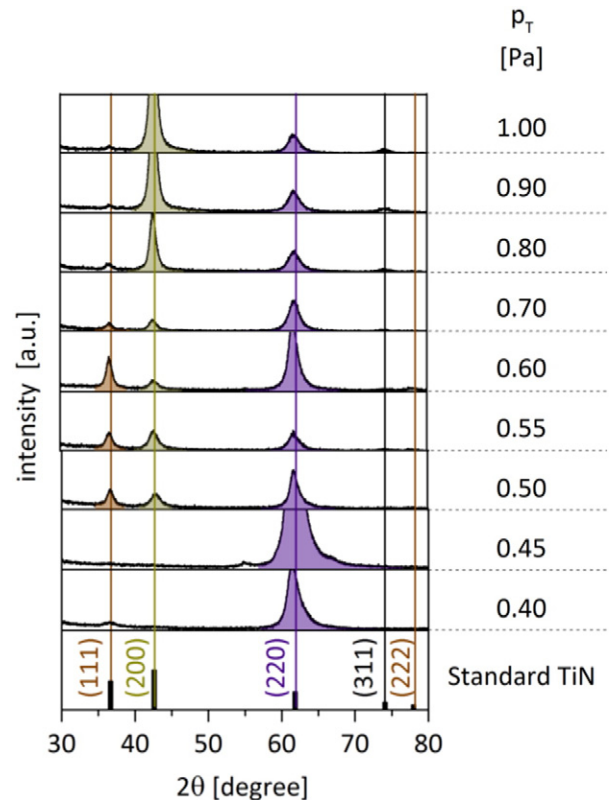 p_T
[Pa]
1.00
0.90
0.80
0.70
0.60
0.55
0.50
0.45
0.40
intensity [a.u.]
(111)
(200)
(220)
(311)
(222)
Standard TiN
30 40 50 60 70 80
2θ [degree]